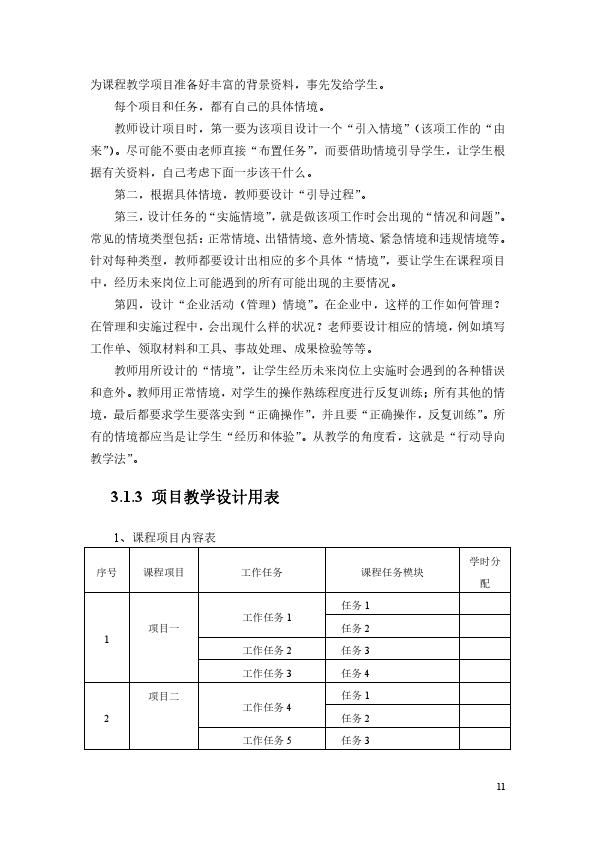 为课程教学项目准备好丰富的背景资料，事先发给学生。
每个项目和任务，都有自己的具体情境。
教师设计项目时，第一要为该项目设计一个“引入情境”（该项工作的“由
来”）。尽可能不要由老师直接“布置任务”，而要借助情境引导学生，让学生根
据有关资料，自己考虑下面一步该干什么。
第二，根据具体情境，教师要设计“引导过程”。
第三，设计任务的“实施情境”，就是做该项工作时会出现的“情况和问题”。
常见的情境类型包括：正常情境、出错情境、意外情境、紧急情境和违规情境等。
针对每种类型，教师都要设计出相应的多个具体“情境”，要让学生在课程项目
中，经历未来岗位上可能遇到的所有可能出现的主要情况。
第四，设计“企业活动（管理）情境”。在企业中，这样的工作如何管理？
在管理和实施过程中，会出现什么样的状况？老师要设计相应的情境，例如填写
工作单、领取材料和工具、事故处理、成果检验等等。
教师用所设计的“情境”，让学生经历未来岗位上实施时会遇到的各种错误
和意外。教师用正常情境，对学生的操作熟练程度进行反复训练；所有其他的情
境，最后都要求学生要落实到“正确操作”，并且要“正确操作，反复训练”。所
有的情境都应当是让学生“经历和体验”。从教学的角度看，这就是“行动导向
教学法”。
3.1.3 项目教学设计用表
1、课程项目内容表
序号 课程项目 工作任务 课程任务模块 学时分
配
1 项目一 工作任务 1 任务 1
任务 2
工作任务 2 任务 3
工作任务 3 任务 4
2 项目二 工作任务 4 任务 1
任务 2
工作任务 5 任务 3
11